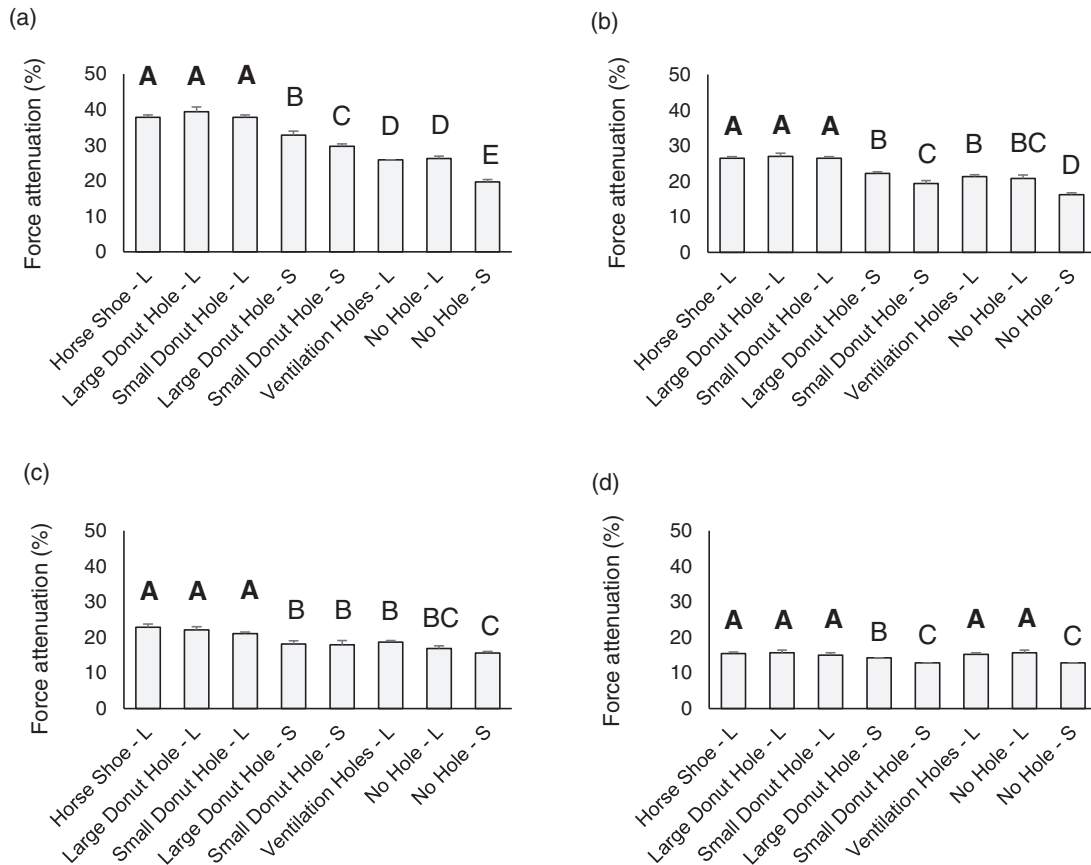 (a)
Force attenuation (%)
50
40
30
20
10
0
A A A B C D D E
Horse Shoe - L
Large Donut Hole - L
Small Donut Hole - L
Large Donut Hole - S
Small Donut Hole - S
Ventilation Holes - L
No Hole - L
No Hole - S
(b)
Force attenuation (%)
50
40
30
20
10
0
A A A B C B BC D
Horse Shoe - L
Large Donut Hole - L
Small Donut Hole - L
Large Donut Hole - S
Small Donut Hole - S
Ventilation Holes - L
No Hole - L
No Hole - S
(c)
Force attenuation (%)
50
40
30
20
10
0
A A A B B B BC C
Horse Shoe - L
Large Donut Hole - L
Small Donut Hole - L
Large Donut Hole - S
Small Donut Hole - S
Ventilation Holes - L
No Hole - L
No Hole - S
(d)
Force attenuation (%)
50
40
30
20
10
0
A A A B C A A C
Horse Shoe - L
Large Donut Hole - L
Small Donut Hole - L
Large Donut Hole - S
Small Donut Hole - S
Ventilation Holes - L
No Hole - L
No Hole - S